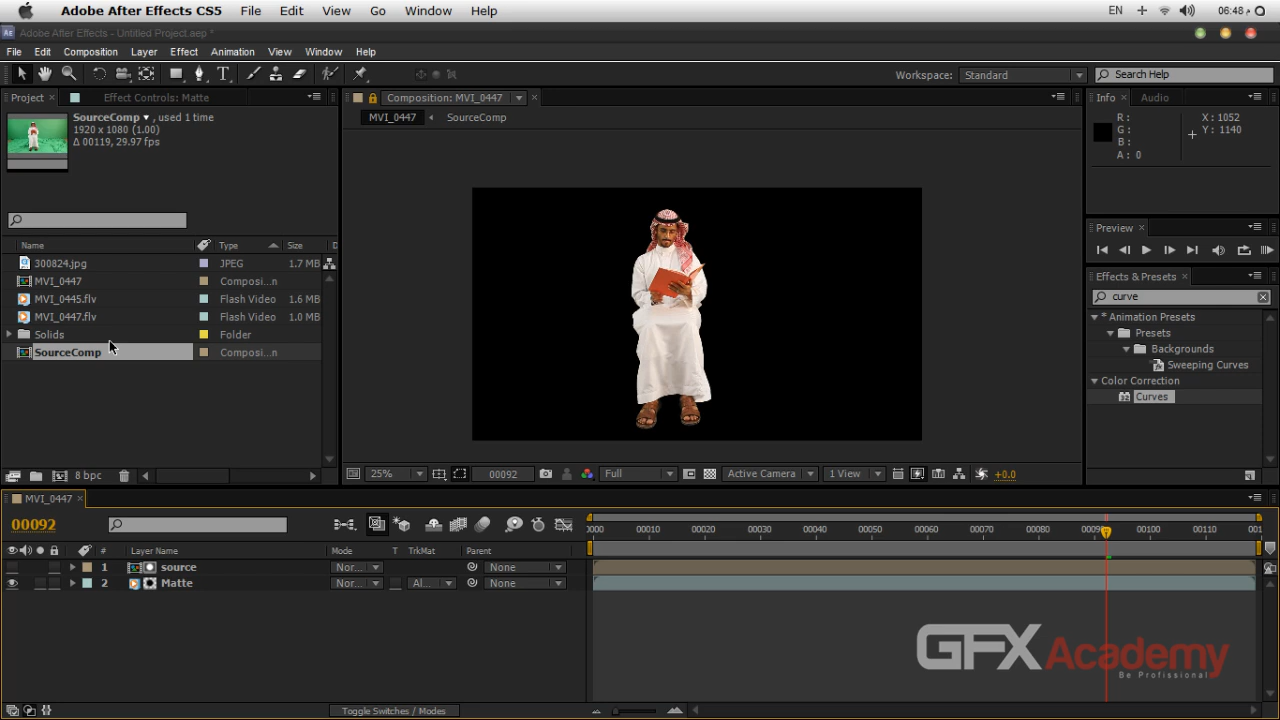 Adobe After Effects CS5 File Edit View Go Window Help
EN 06:48 م
Adobe After Effects - Untitled Project.aep *
File Edit Composition Layer Effect Animation View Window Help
Workspace: Standard Search Help
Project Effect Controls: Matte
SourceComp , used 1 time
1920 x 1080 (1.00)
Δ 00119, 29.97 fps
Name Type Size D
300824.jpg JPEG 1.7 MB
MVI_0447 Composi...n
MVI_0445.flv Flash Video 1.6 MB
MVI_0447.flv Flash Video 1.0 MB
Solids Folder
SourceComp Composi...n
8 bpc
Composition: MVI_0447
MVI_0447 SourceComp
25% 00092 Full Active Camera 1 View +0.0
Info Audio
R : X : 1052
G : Y : 1140
B :
A : 0
Preview
Effects & Presets
curve
* Animation Presets
Presets
Backgrounds
Sweeping Curves
Color Correction
Curves
MVI_0447
00092
0000 00010 00020 00030 00040 00050 00060 00070 00080 00100 00110 001
# Layer Name Mode T TrkMat Parent
1 source Nor... None
2 Matte Nor... Al... None
Toggle Switches / Modes
GFXAcademy
Be Profissional